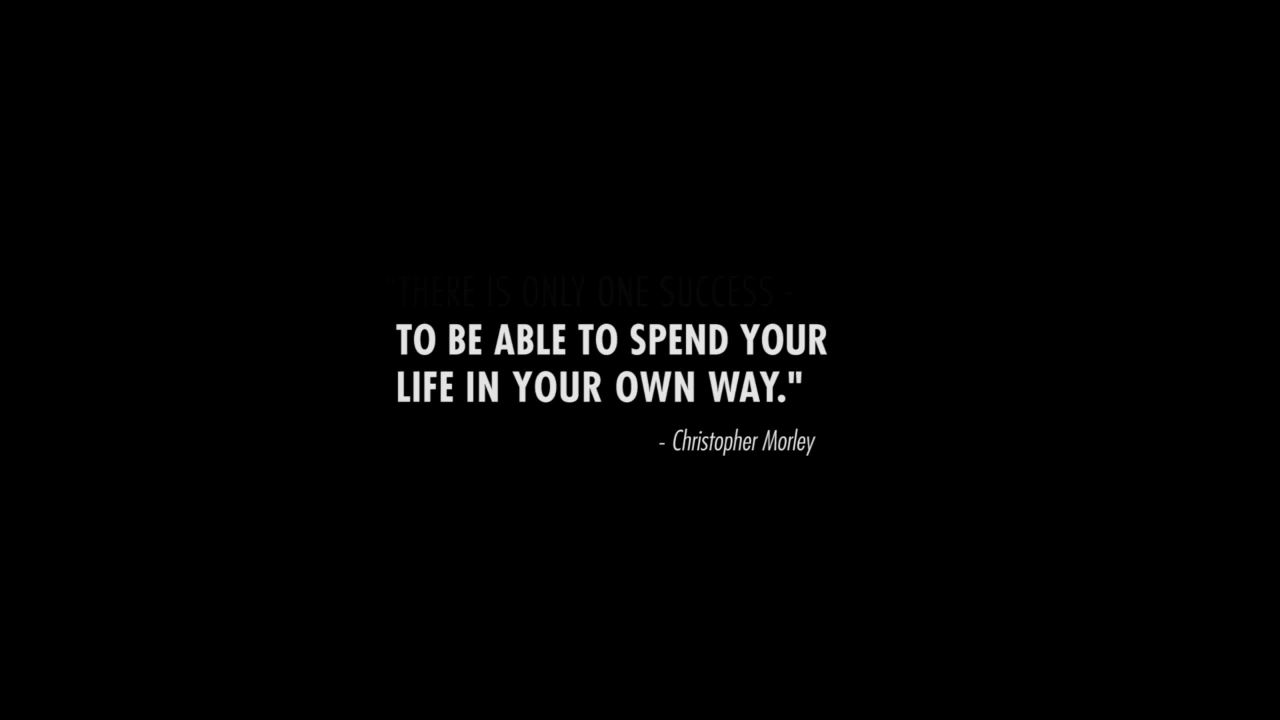 "THERE IS ONLY ONE SUCCESS -
TO BE ABLE TO SPEND YOUR
LIFE IN YOUR OWN WAY."
- Christopher Morley